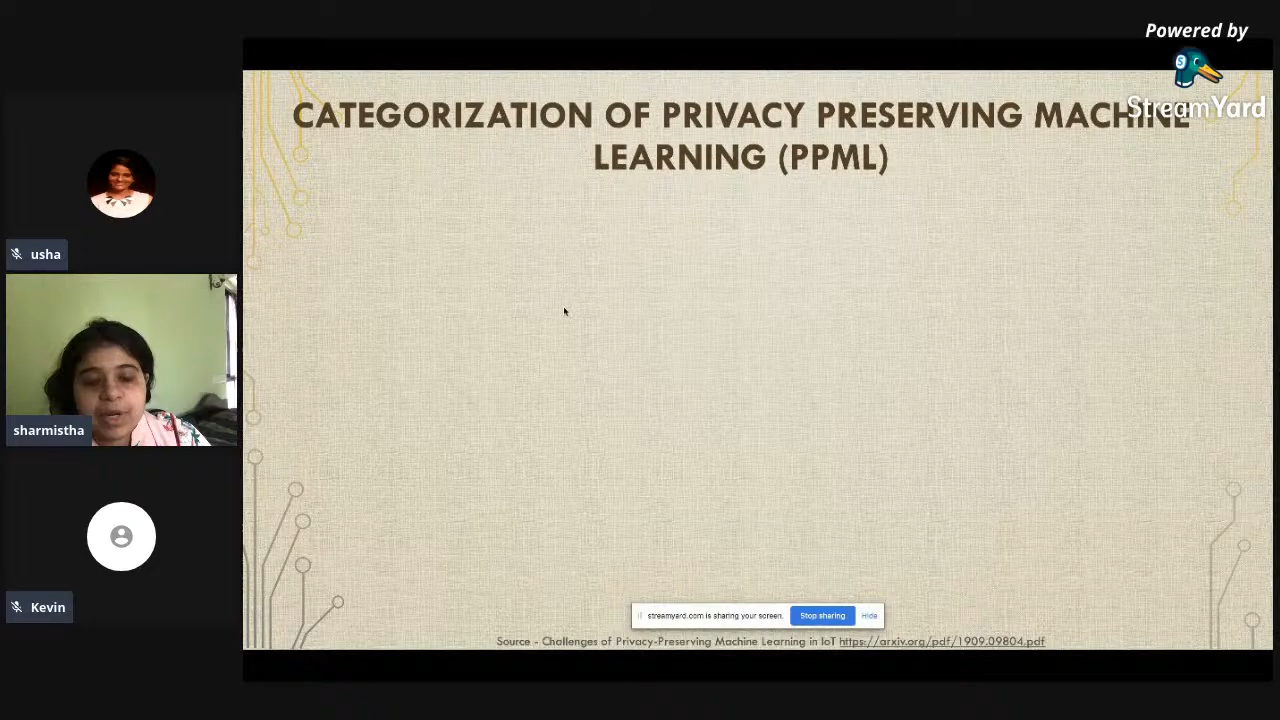 Powered by
StreamYard
CATEGORIZATION OF PRIVACY PRESERVING MACHINE
LEARNING (PPML)
usha
sharmistha
Kevin
streamyard.com is sharing your screen.
Stop sharing
Hide
Source - Challenges of Privacy-Preserving Machine Learning in IoT https://arxiv.org/pdf/1909.09804.pdf